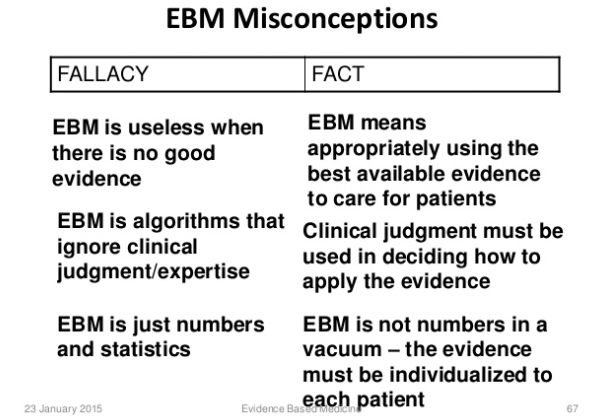 EBM Misconceptions
FALLACY
FACT
EBM is useless when
there is no good
evidence
EBM means
appropriately using the
best available evidence
to care for patients
EBM is algorithms that
ignore clinical
judgment/expertise
Clinical judgment must be
used in deciding how to
apply the evidence
EBM is just numbers
and statistics
EBM is not numbers in a
vacuum – the evidence
must be individualized to
each patient
23 January 2015
Evidence Based Medicine
67